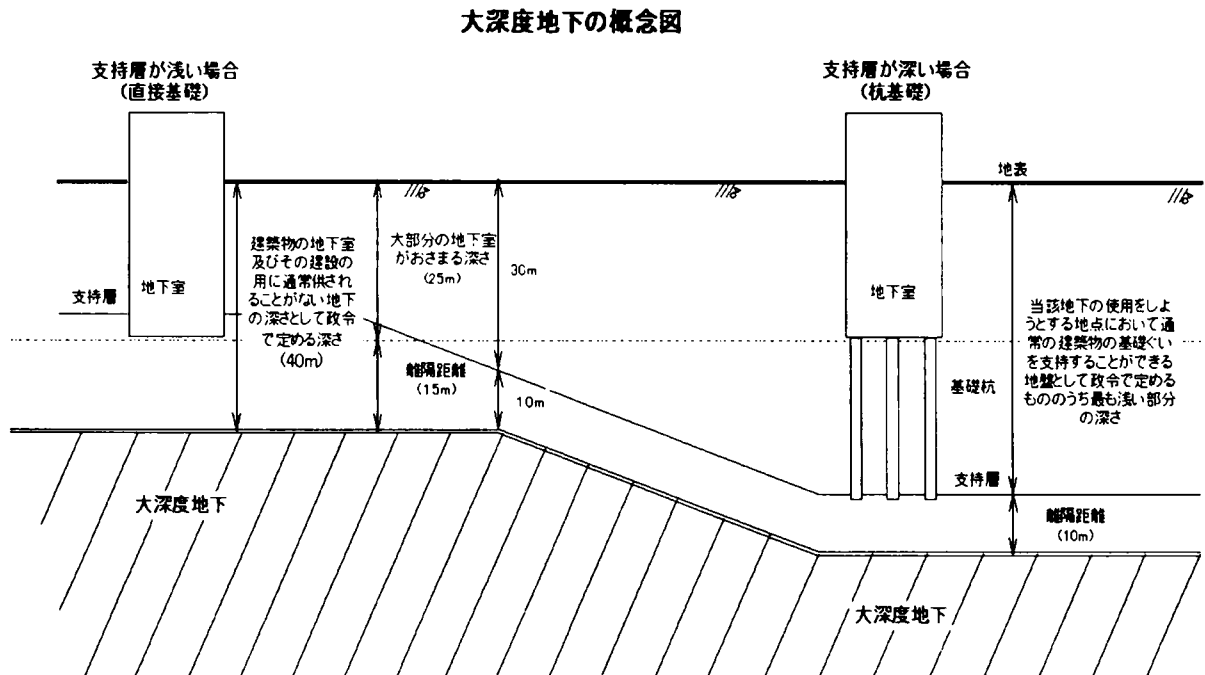 大深度地下の概念図
支持層が浅い場合
(直接基礎)
支持層が深い場合
(杭基礎)
地表
建築物の地下室
及びその建設の
用に通常供され
ることがない地下
の深さとして政令
で定める深さ
(40m)
大部分の地下室
がおさまる深さ
(25m)
30m
支持層
地下室
離隔距離
(15m)
10m
地下室
基礎杭
当該地下の使用をしよ
うとする地点において通
常の建築物の基礎ぐい
を支持することができる
地盤として政令で定める
もののうち最も浅い部分
の深さ
支持層
離隔距離
(10m)
大深度地下
大深度地下